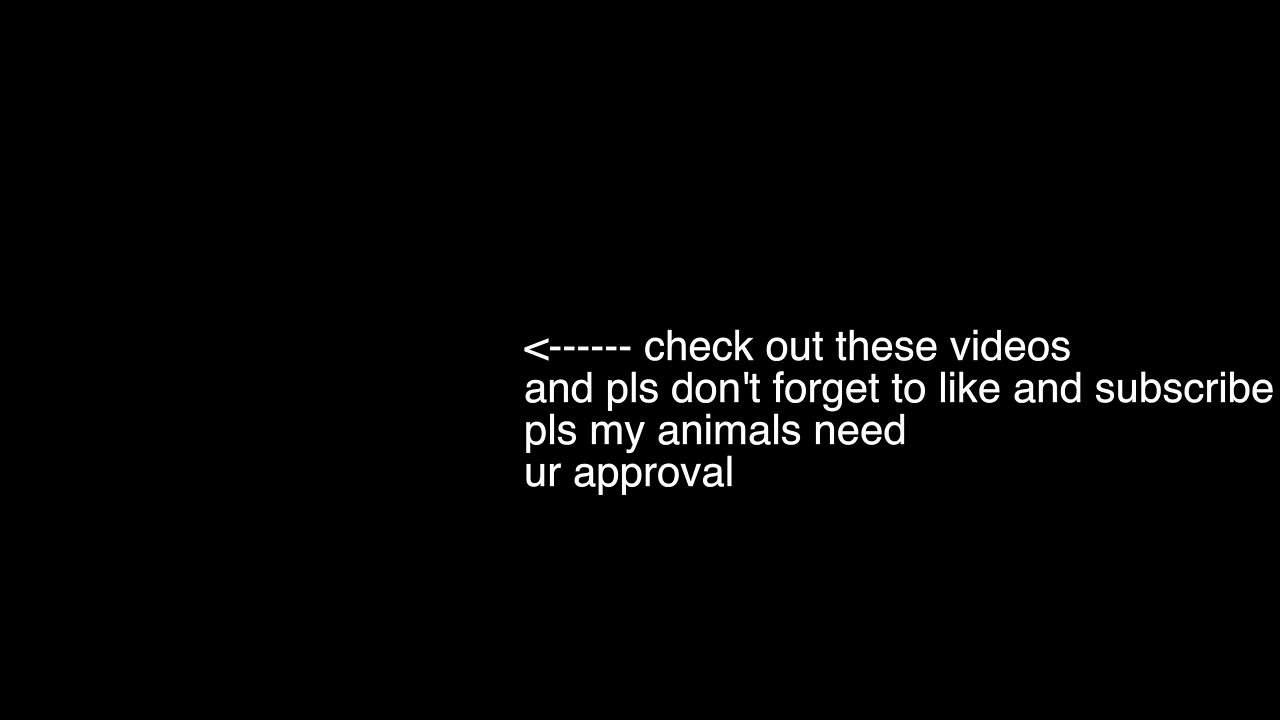 <------ check out these videos
and pls don't forget to like and subscribe
pls my animals need
ur approval